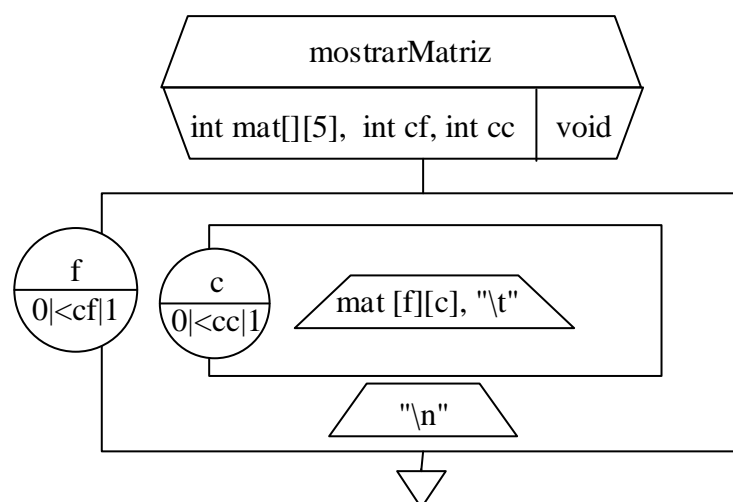 mostrarMatriz
int mat[][5],  int cf, int cc
void
f
0|<cf|1
c
0|<cc|1
mat [f][c], "\t"
"\n"